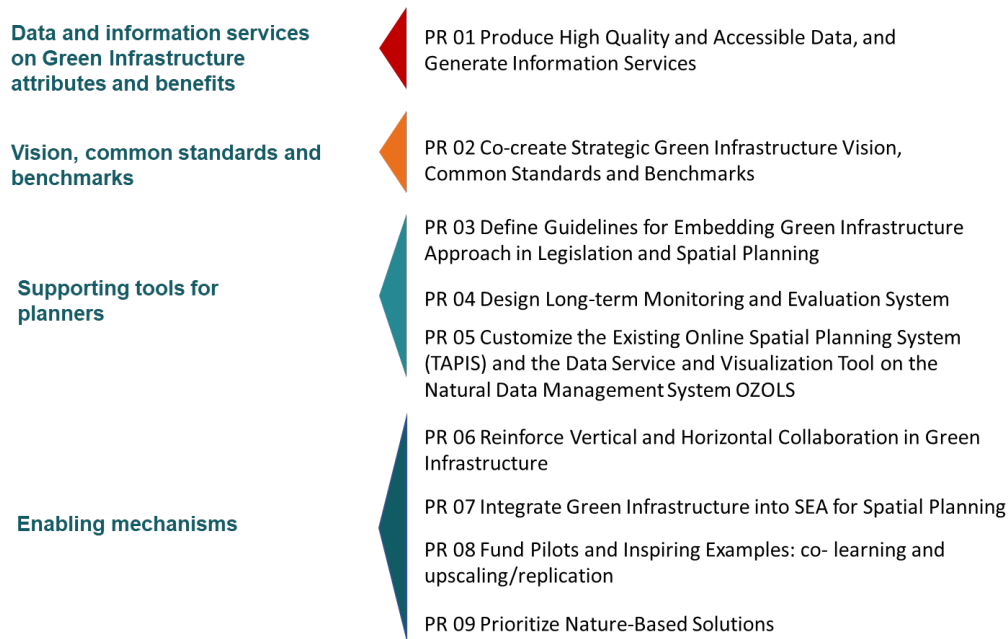 Data and information services
on Green Infrastructure
attributes and benefits
PR 01 Produce High Quality and Accessible Data, and
Generate Information Services
Vision, common standards and
benchmarks
PR 02 Co-create Strategic Green Infrastructure Vision,
Common Standards and Benchmarks
Supporting tools for
planners
PR 03 Define Guidelines for Embedding Green Infrastructure
Approach in Legislation and Spatial Planning
PR 04 Design Long-term Monitoring and Evaluation System
PR 05 Customize the Existing Online Spatial Planning System
(TAPIS) and the Data Service and Visualization Tool on the
Natural Data Management System OZOLS
Enabling mechanisms
PR 06 Reinforce Vertical and Horizontal Collaboration in Green
Infrastructure
PR 07 Integrate Green Infrastructure into SEA for Spatial Planning
PR 08 Fund Pilots and Inspiring Examples: co- learning and
upscaling/replication
PR 09 Prioritize Nature-Based Solutions